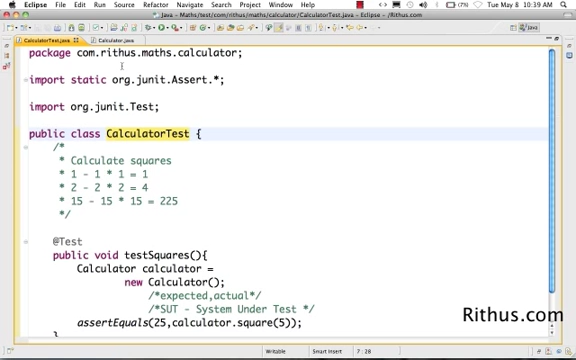 Eclipse File Edit Source Refactor Navigate Search Project Run Window Help Tue May 8 10:39 AM
Java - Maths/test/com/rithus/maths/calculator/CalculatorTest.java - Eclipse - /Rithus.com/
Java
CalculatorTest.java Calculator.java
package com.rithus.maths.calculator;
import static org.junit.Assert.*;
import org.junit.Test;
public class CalculatorTest {
/*
* Calculate squares
* 1 - 1 * 1 = 1
* 2 - 2 * 2 = 4
* 15 - 15 * 15 = 225
*/
@Test
public void testSquares(){
Calculator calculator =
new Calculator();
/*expected,actual*/
/*SUT - System Under Test */
assertEquals(25,calculator.square(5));
}
Rithus.com
Writable Smart Insert 7 : 28